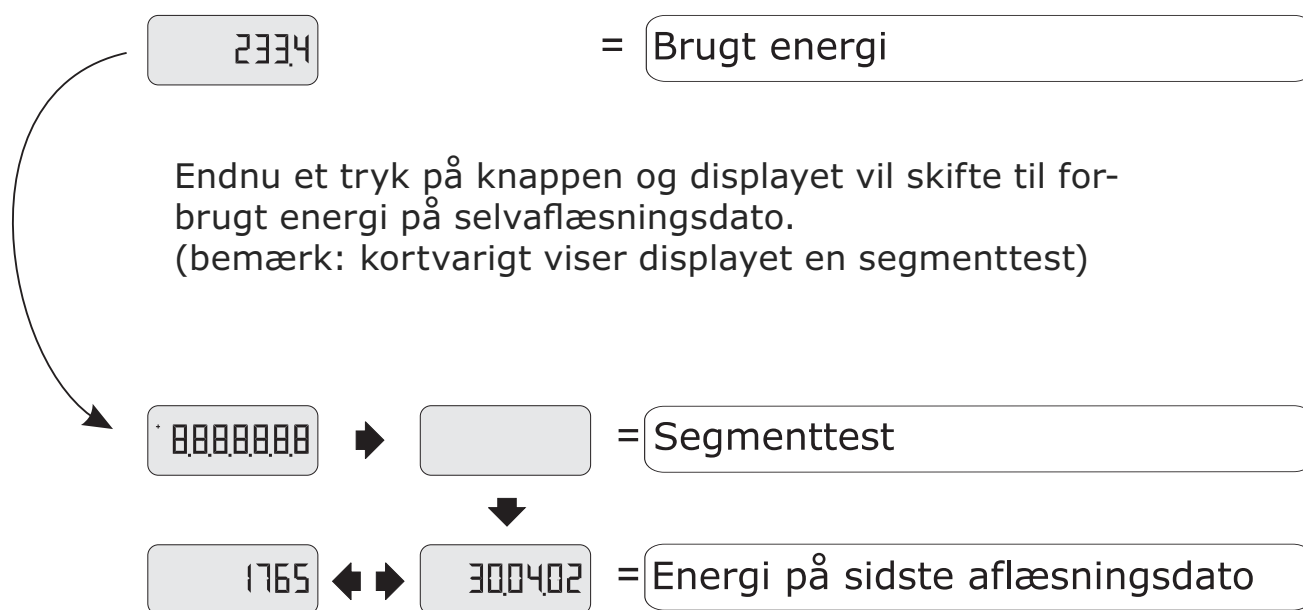 233.4 = Brugt energi
Endnu et tryk på knappen og displayet vil skifte til for-
brugt energi på selvaflæsningsdato.
(bemærk: kortvarigt viser displayet en segmenttest)
+ 8.8.8.8.8.8.8 = Segmenttest
1765 30.04.02 = Energi på sidste aflæsningsdato